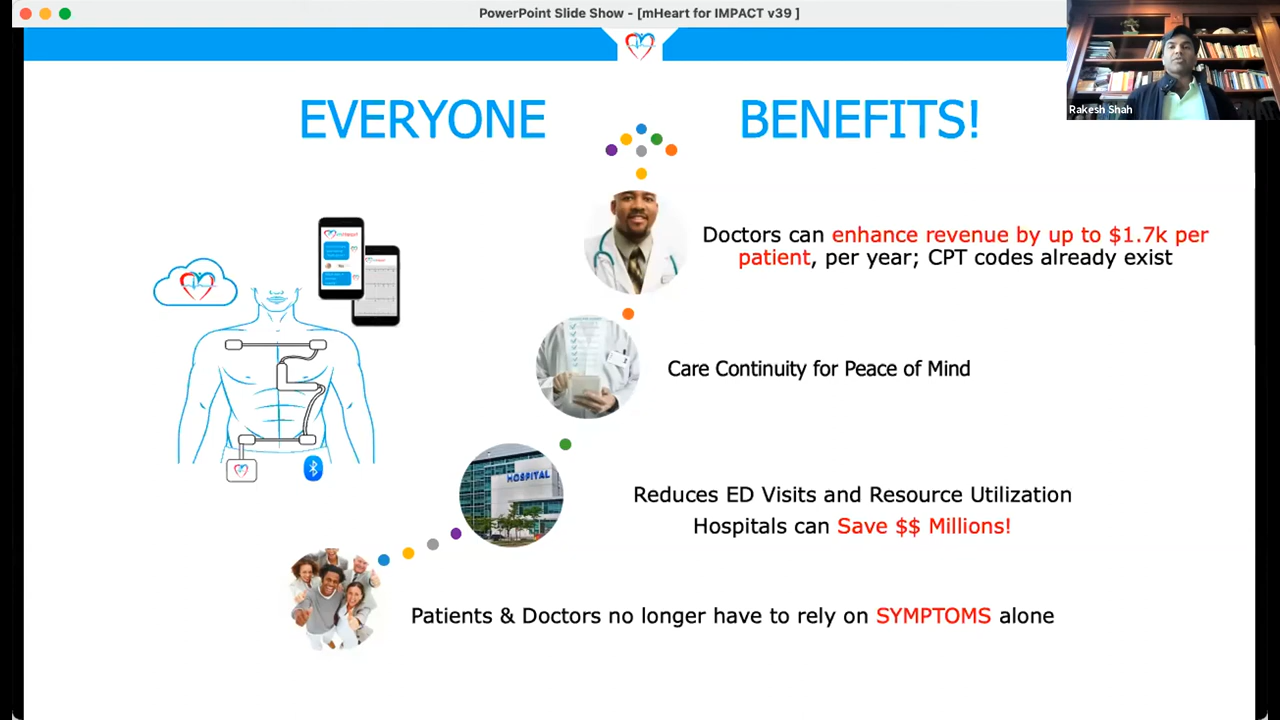 PowerPoint Slide Show - [mHeart for IMPACT v39 ]
Rakesh Shah
EVERYONE BENEFITS!
Doctors can enhance revenue by up to $1.7k per
patient, per year; CPT codes already exist
Care Continuity for Peace of Mind
HOSPITAL
Reduces ED Visits and Resource Utilization
Hospitals can Save $$ Millions!
Patients & Doctors no longer have to rely on SYMPTOMS alone